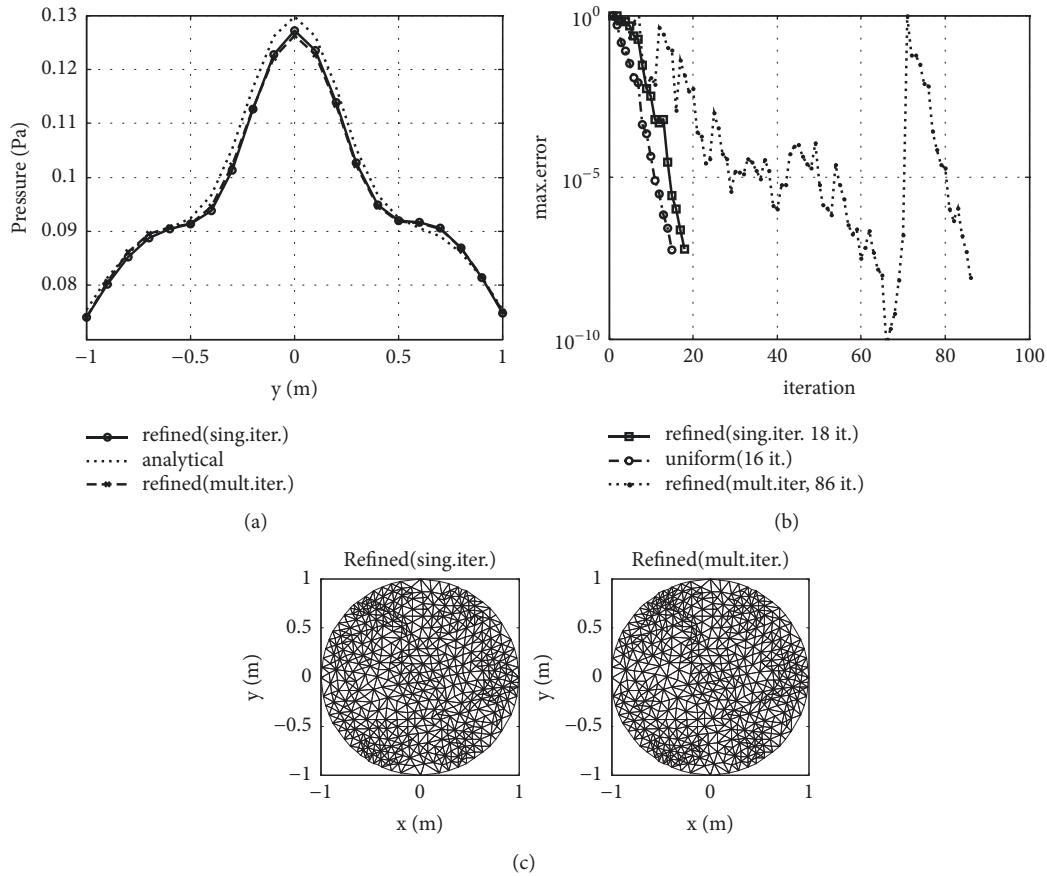 0.13
0.12
0.11
0.1
0.09
0.08
Pressure (Pa)
−1
−0.5
0
0.5
1
y (m)
refined(sing.iter.)
analytical
refined(mult.iter.)
(a)
10^0
10^−5
10^−10
max.error
0
20
40
60
80
100
iteration
refined(sing.iter. 18 it.)
uniform(16 it.)
refined(mult.iter, 86 it.)
(b)
Refined(sing.iter.)
1
0.5
0
−0.5
−1
y (m)
−1
0
1
x (m)
Refined(mult.iter.)
1
0.5
0
−0.5
−1
y (m)
−1
0
1
x (m)
(c)